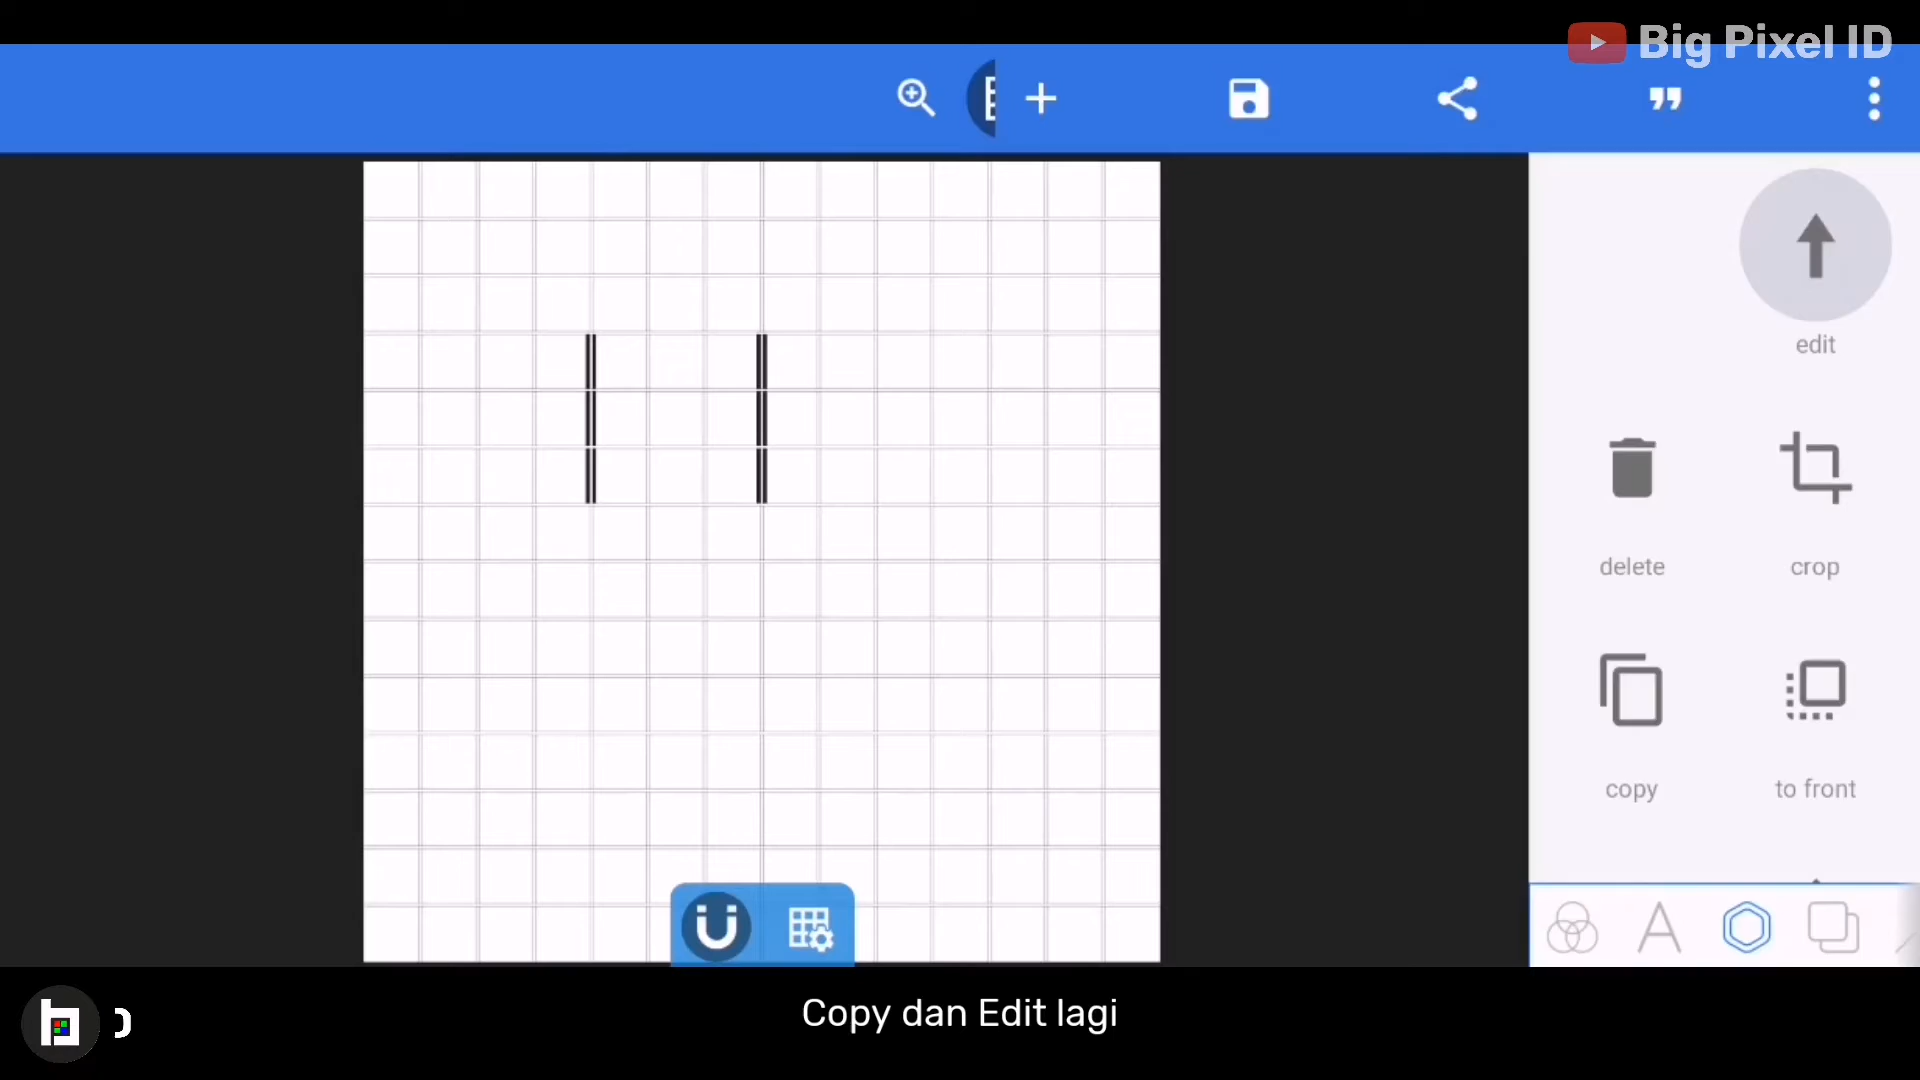 Big Pixel ID
edit
delete
crop
copy
to front
Copy dan Edit lagi